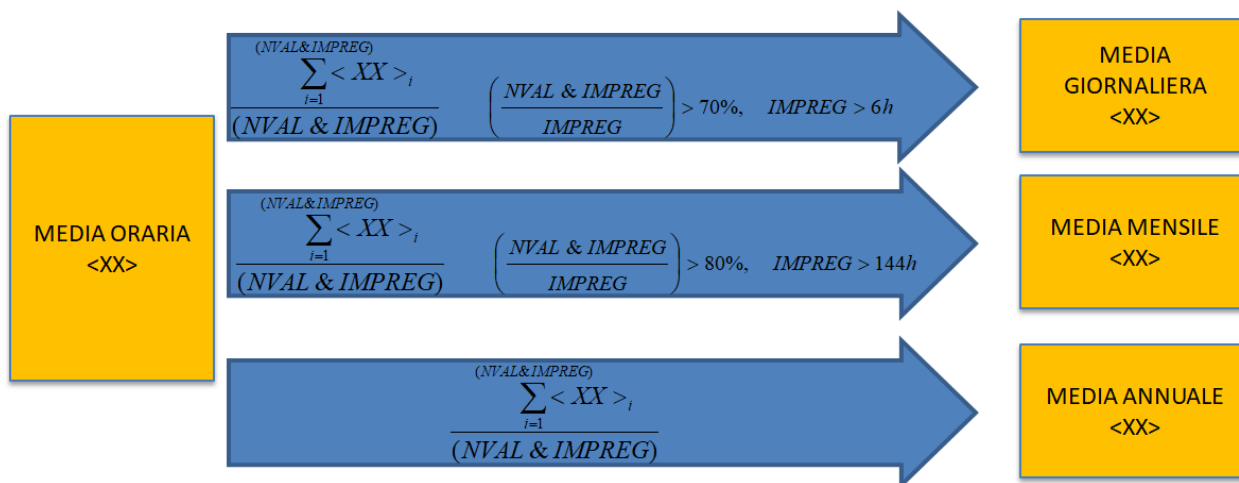 MEDIA ORARIA
<XX>
(NVAL&IMPREG)
∑ < XX >i
i=1
(NVAL & IMPREG)
(NVAL & IMPREG / IMPREG) > 70%, IMPREG > 6h
MEDIA
GIORNALIERA
<XX>
(NVAL&IMPREG)
∑ < XX >i
i=1
(NVAL & IMPREG)
(NVAL & IMPREG / IMPREG) > 80%, IMPREG > 144h
MEDIA MENSILE
<XX>
(NVAL&IMPREG)
∑ < XX >i
i=1
(NVAL & IMPREG)
MEDIA ANNUALE
<XX>